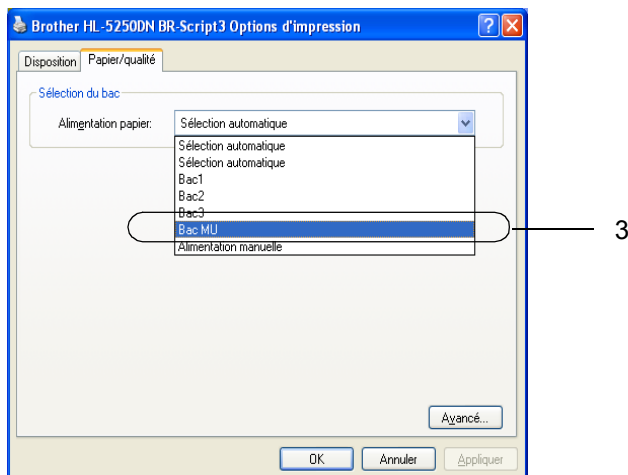 Brother HL-5250DN BR-Script3 Options d'impression
Disposition Papier/qualité
Sélection du bac
Alimentation papier: Sélection automatique
Sélection automatique
Sélection automatique
Bac1
Bac2
Bac3
Bac MU
3
Alimentation manuelle
Avancé...
OK Annuler Appliquer